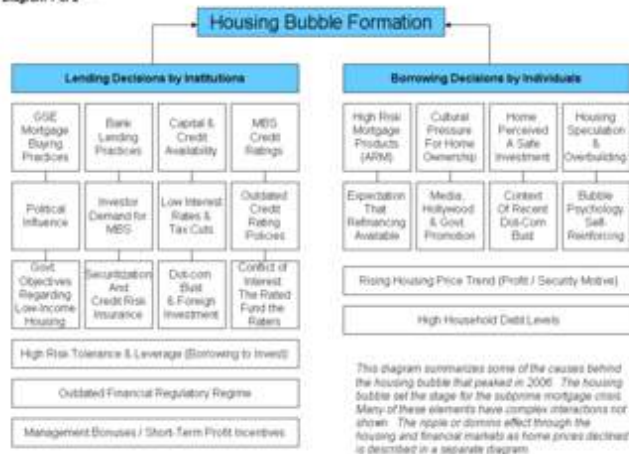 Diagram 1 of 2
Housing Bubble Formation
Lending Decisions by Institutions
Borrowing Decisions by Individuals
GSE
Mortgage
Buying
Practices
Bank
Lending
Practices
Capital &
Credit
Availability
MBS
Credit
Ratings
High Risk
Mortgage
Products
(ARM)
Cultural
Pressure
For Home
Ownership
Home
Perceived
A Safe
Investment
Housing
Speculation
&
Overbuilding
Political
Influence
Investor
Demand for
MBS
Low Interest
Rates &
Tax Cuts
Outdated
Credit
Rating
Policies
Expectation
That
Refinancing
Available
Media,
Hollywood
& Govt.
Promotion
Context
Of Recent
Dot-Com
Bust
Bubble
Psychology
Self-
Reinforcing
Govt.
Objectives
Regarding
Low-Income
Housing
Securitization
And
Credit Risk
Insurance
Dot-com
Bust
& Foreign
Investment
Conflict of
Interest
The Rated
Fund the
Raters
Rising Housing Price Trend (Profit / Security Motive)
High Household Debt Levels
High Risk Tolerance & Leverage (Borrowing to Invest)
Outdated Financial Regulatory Regime
Management Bonuses / Short-Term Profit Incentives
This diagram summarizes some of the causes behind
the housing bubble that peaked in 2006. The housing
bubble set the stage for the subprime mortgage crisis.
Many of these elements have complex interactions not
shown. The ripple or domino effect through the
housing and financial markets as home prices declined
is described in a separate diagram.